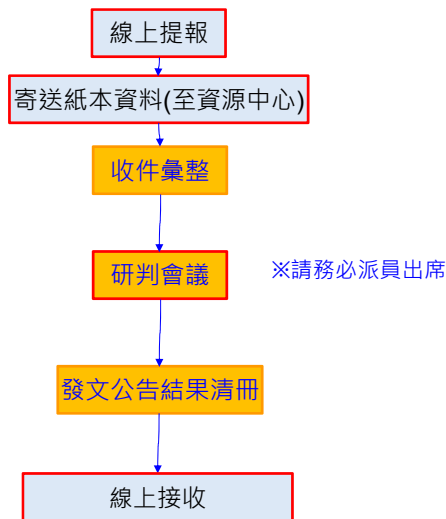 線上提報
寄送紙本資料(至資源中心)
收件彙整
研判會議
※請務必派員出席
發文公告結果清冊
線上接收